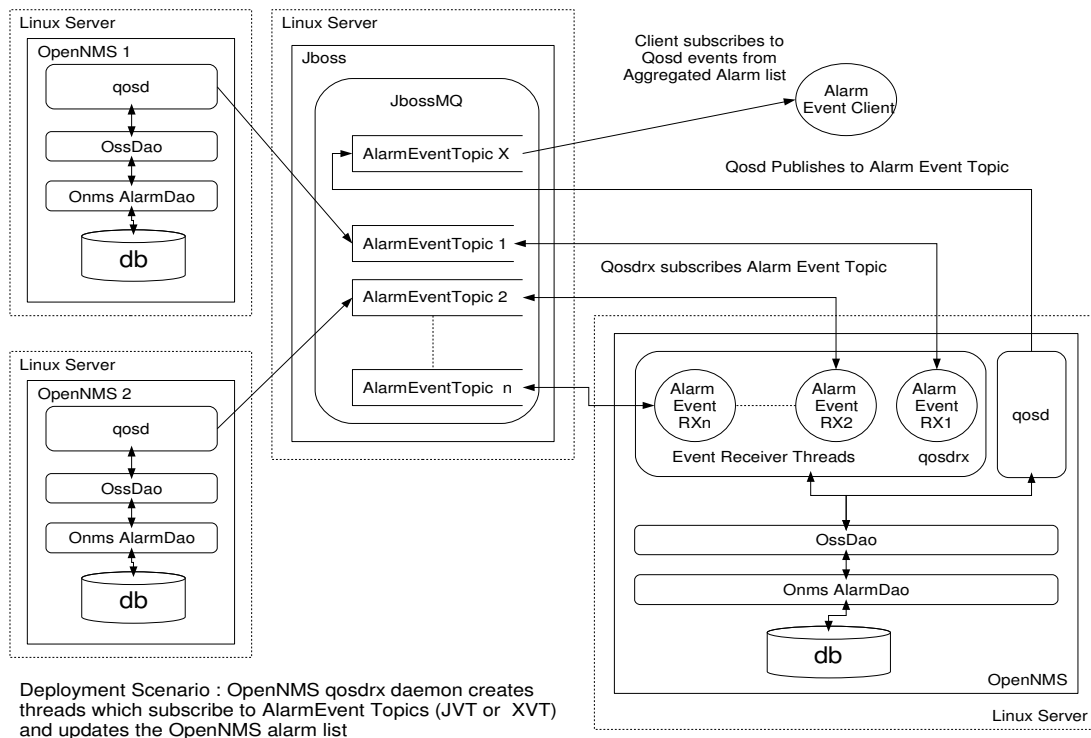 Linux Server
OpenNMS 1
qosd
OssDao
Onms AlarmDao
db
Linux Server
OpenNMS 2
qosd
OssDao
Onms AlarmDao
db
Linux Server
Jboss
JbossMQ
AlarmEventTopic X
AlarmEventTopic 1
AlarmEventTopic 2
AlarmEventTopic n
Client subscribes to
Qosd events from
Aggregated Alarm list
Alarm
Event Client
Qosd Publishes to Alarm Event Topic
Qosdrx subscribes Alarm Event Topic
Alarm
Event
RXn
Alarm
Event
RX2
Alarm
Event
RX1
Event Receiver Threads
qosdrx
qosd
OssDao
Onms AlarmDao
db
OpenNMS
Linux Server
Deployment Scenario : OpenNMS qosdrx daemon creates
threads which subscribe to AlarmEvent Topics (JVT or XVT)
and updates the OpenNMS alarm list